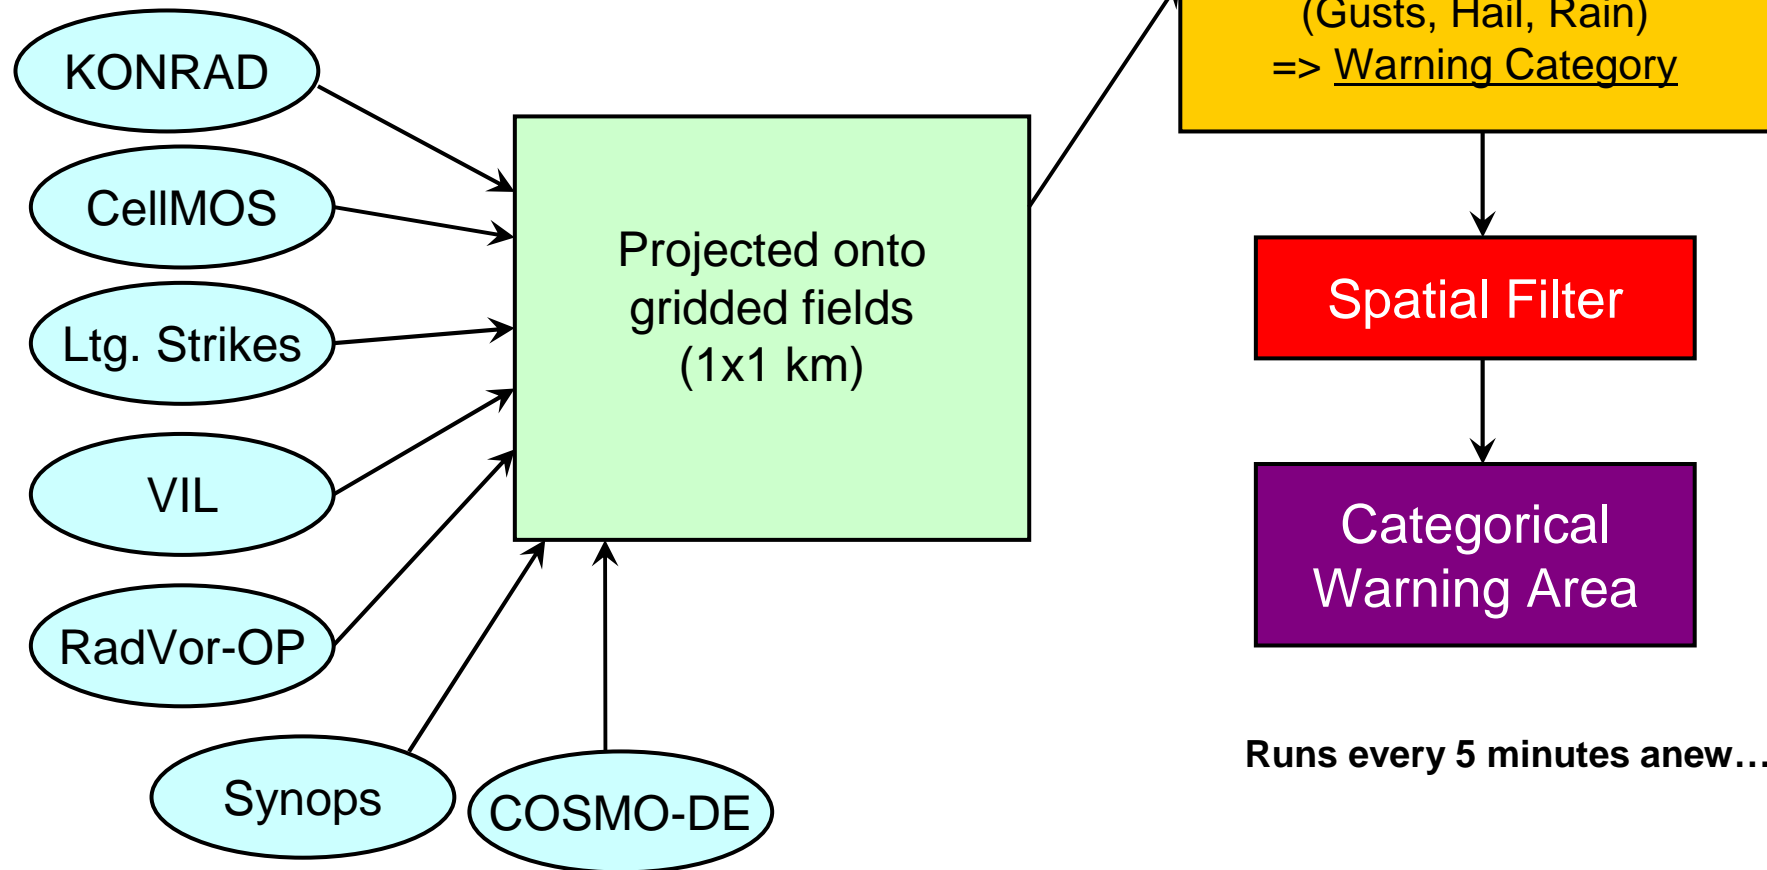 KONRAD
CellMOS
Ltg. Strikes
VIL
RadVor-OP
Synops
COSMO-DE
Projected onto
gridded fields
(1x1 km)
(Gusts, Hail, Rain)
=> Warning Category
Spatial Filter
Categorical
Warning Area
Runs every 5 minutes anew…